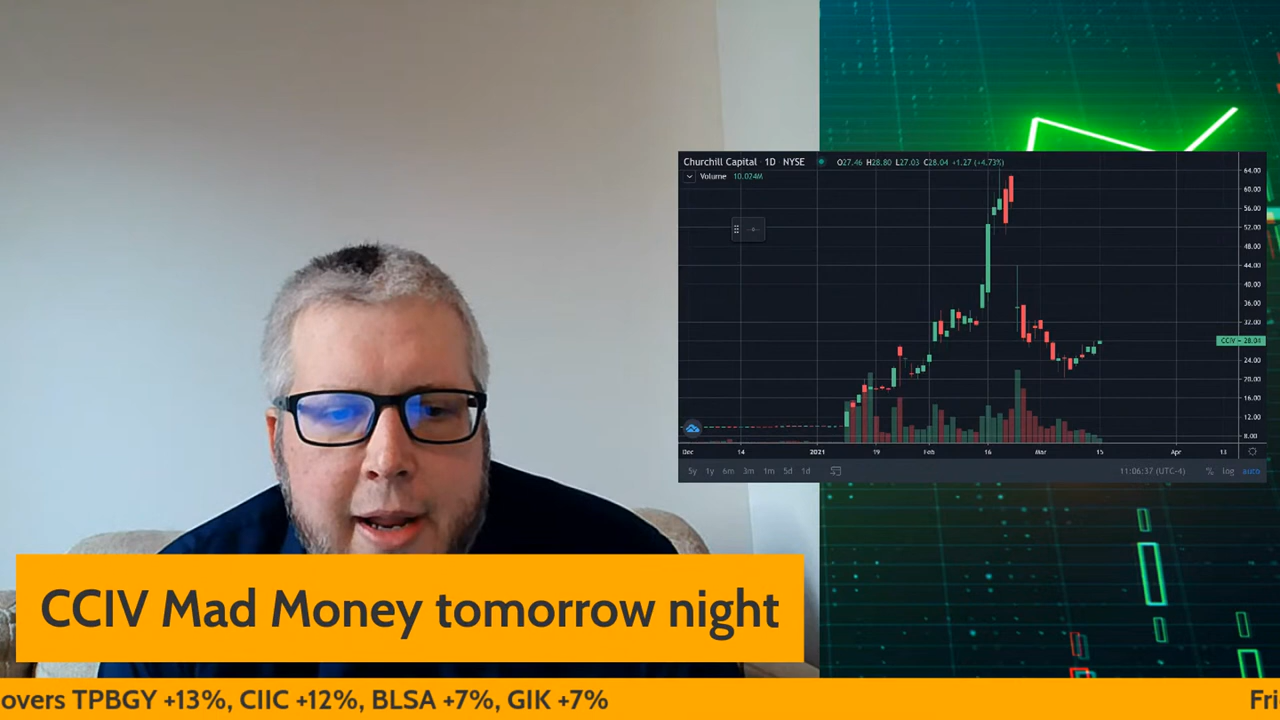 Churchill Capital · 1D · NYSE O27.46 H28.80 L27.03 C28.04 +1.27 (+4.73%)
Volume 10.024M
64.00
60.00
56.00
52.00
48.00
44.00
40.00
36.00
32.00
CCIV - 28.04
24.00
20.00
16.00
12.00
8.00
Dec 14 2021 19 Feb 16 Mar 15 Apr 13
5y 1y 6m 3m 1m 5d 1d 11:06:37 (UTC-4) % log auto
CCIV Mad Money tomorrow night
overs TPBGY +13%, CIIC +12%, BLSA +7%, GIK +7% Fri